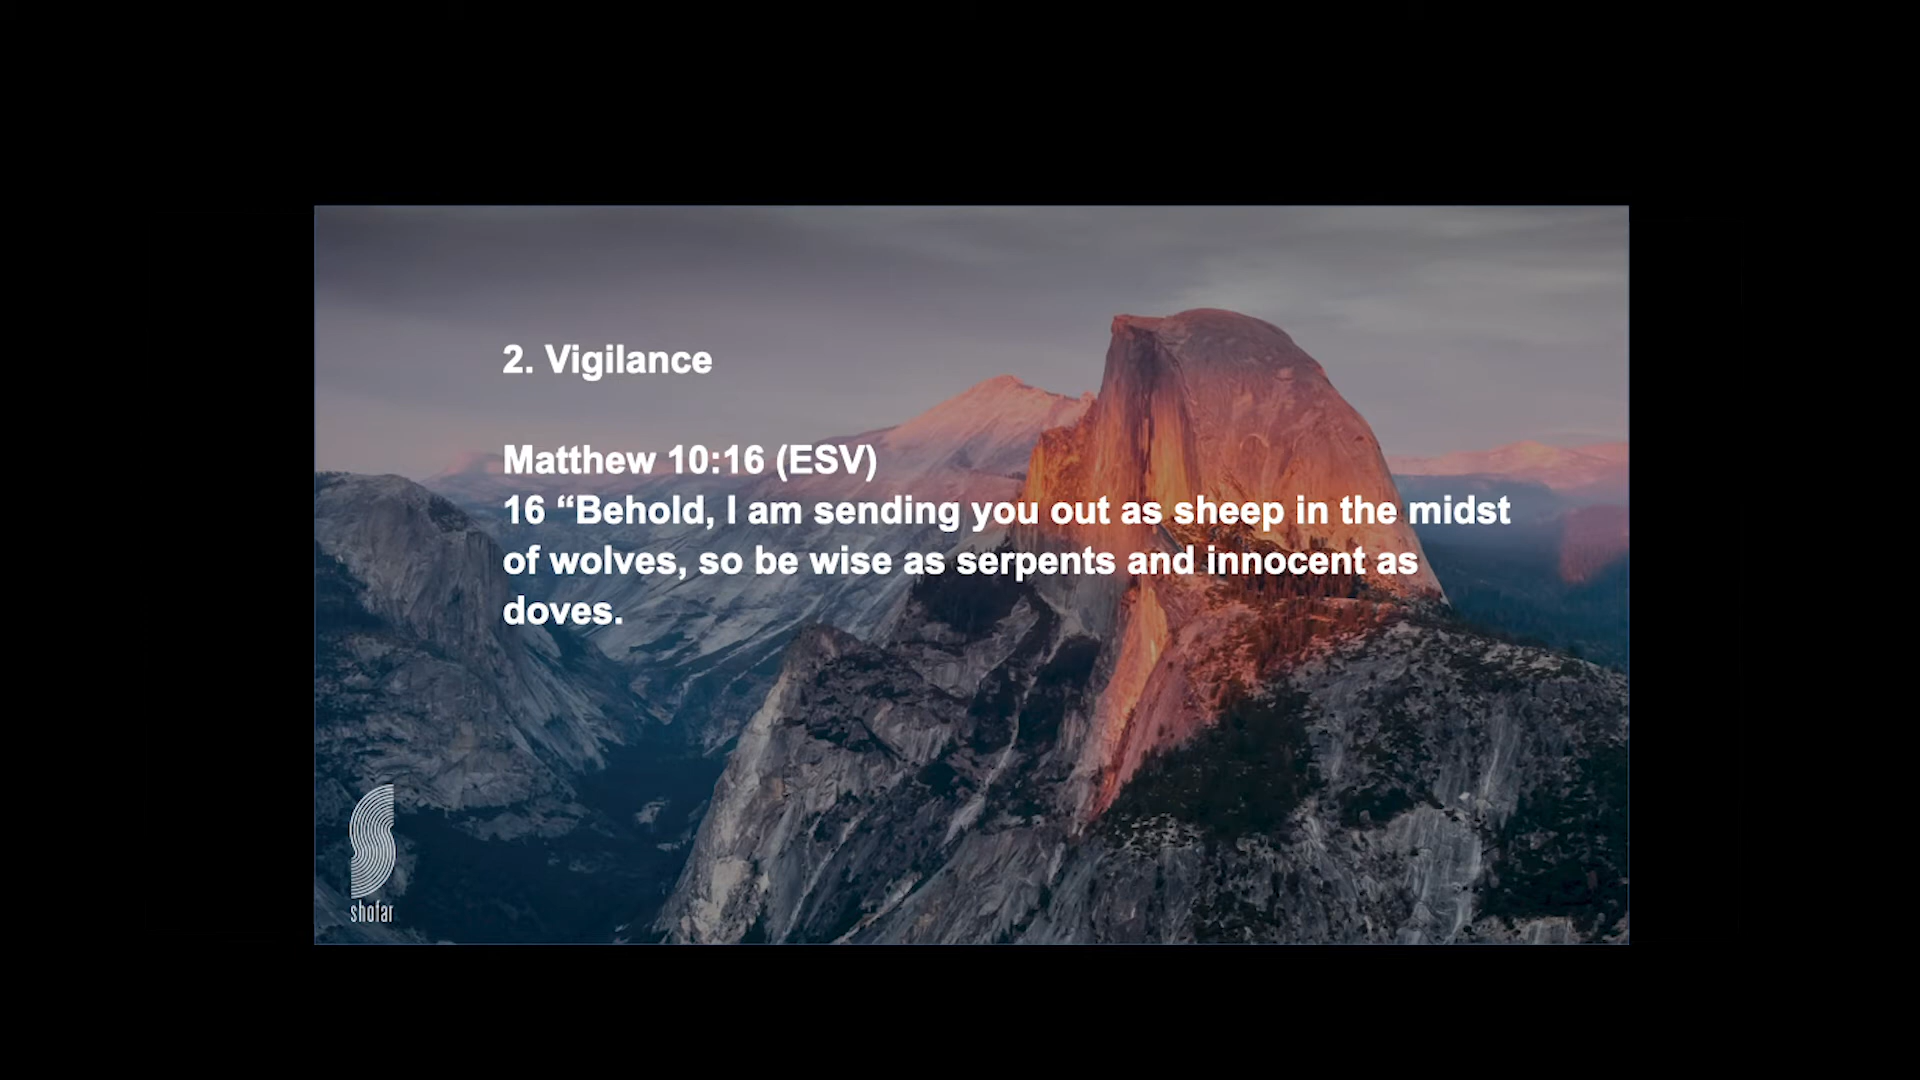 2. Vigilance
Matthew 10:16 (ESV)
16 “Behold, I am sending you out as sheep in the midst
of wolves, so be wise as serpents and innocent as
doves.
shofar